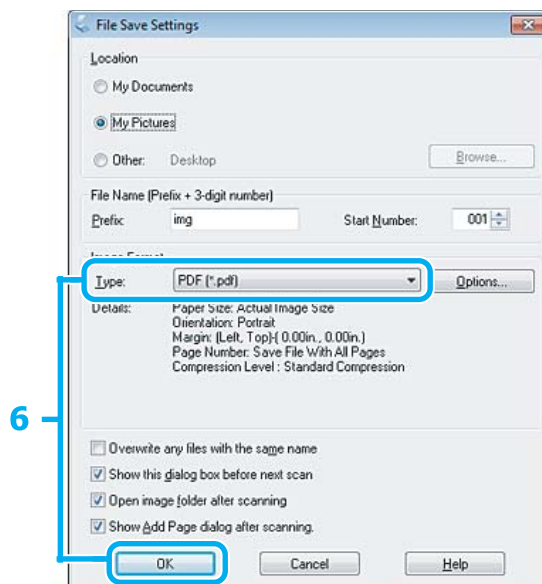 File Save Settings
Location
My Documents
My Pictures
Other: Desktop Browse...
File Name (Prefix + 3-digit number)
Prefix: img Start Number: 001
Image Format
Type: PDF (*.pdf) Options...
Details: Paper Size: Actual Image Size
Orientation: Portrait
Margin: (Left, Top)-( 0.00in., 0.00in.)
Page Number: Save File With All Pages
Compression Level : Standard Compression
6
Overwrite any files with the same name
Show this dialog box before next scan
Open image folder after scanning
Show Add Page dialog after scanning.
OK Cancel Help